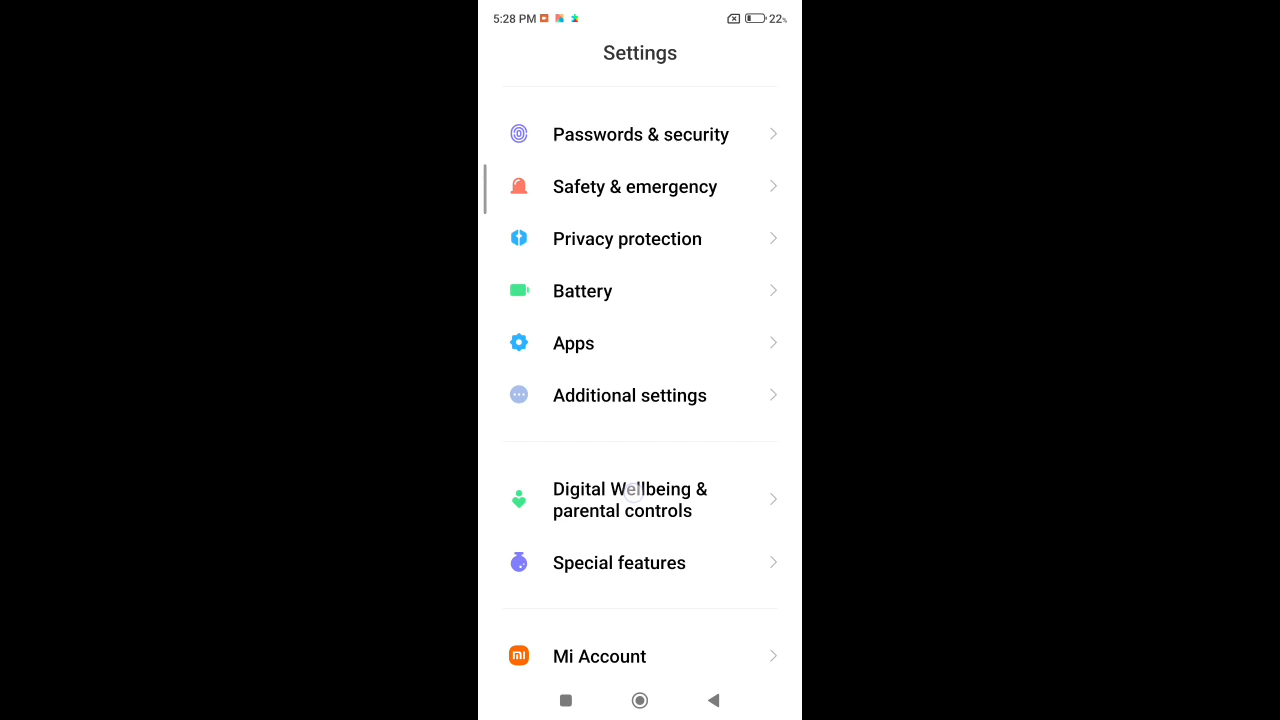 5:28 PM 22%
Settings
Passwords & security
Safety & emergency
Privacy protection
Battery
Apps
Additional settings
Digital Wellbeing &
parental controls
Special features
Mi Account